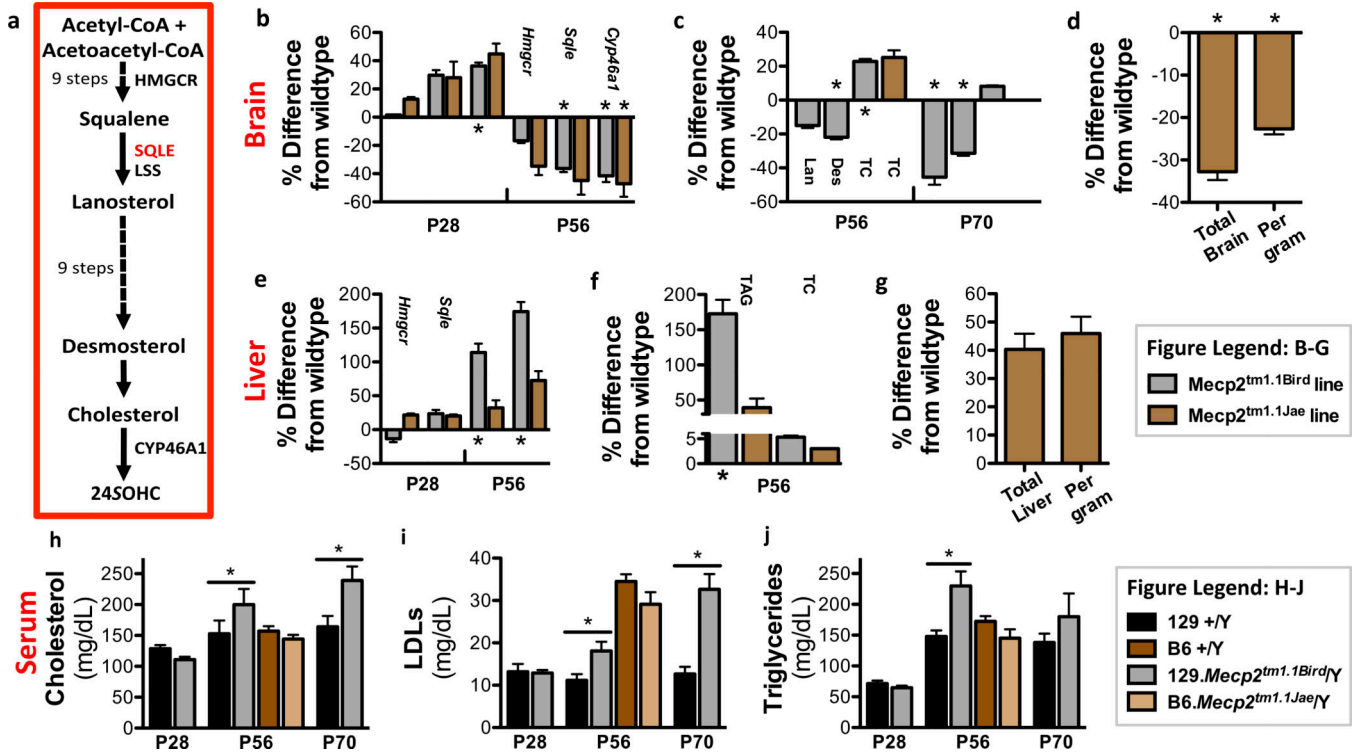 a
Acetyl-CoA +
Acetoacetyl-CoA
9 steps
HMGCR
Squalene
SQLE
LSS
Lanosterol
9 steps
Desmosterol
Cholesterol
CYP46A1
24SOHC
Brain
b
% Difference
from wildtype
60
40
20
0
-20
-40
-60
Hmgcr
Sqle
Cyp46a1
*
*
*
*
P28
P56
c
% Difference
from wildtype
60
40
20
0
-20
-40
-60
*
*
*
*
Lan
Des
TC
TC
P56
P70
d
% Difference
from wildtype
0
-10
-20
-30
-40
*
*
Total
Brain
Per
gram
Liver
e
% Difference
from wildtype
200
150
100
50
0
-50
Hmgcr
Sqle
*
*
P28
P56
f
% Difference
from wildtype
200
150
100
50
5
0
TAG
TC
*
P56
g
% Difference
from wildtype
60
50
40
30
20
10
0
Total
Liver
Per
gram
Figure Legend: B-G
Mecp2tm1.1Bird line
Mecp2tm1.1Jae line
Serum
h
Cholesterol
(mg/dL)
250
200
150
100
50
0
*
*
P28
P56
P70
i
LDLs
(mg/dL)
40
30
20
10
0
*
*
P28
P56
P70
j
Triglycerides
(mg/dL)
250
200
150
100
50
0
*
P28
P56
P70
Figure Legend: H-J
129 +/Y
B6 +/Y
129.Mecp2tm1.1Bird/Y
B6.Mecp2tm1.1Jae/Y